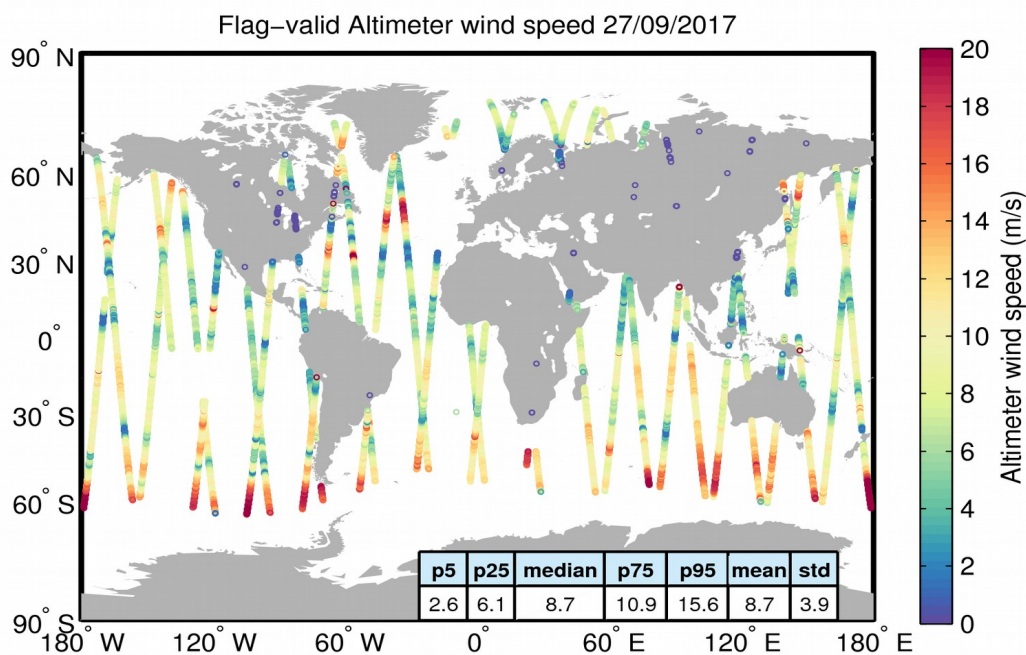 Flag−valid Altimeter wind speed 27/09/2017
90° N
60° N
30° N
0°
30° S
60° S
90° S
180° W
120° W
60° W
0°
60° E
120° E
180° E
p5 p25 median p75 p95 mean std
2.6 6.1 8.7 10.9 15.6 8.7 3.9
20
18
16
14
12
10
8
6
4
2
0
Altimeter wind speed (m/s)